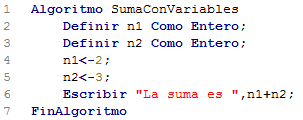 1 Algoritmo SumaConVariables
2 Definir n1 Como Entero;
3 Definir n2 Como Entero;
4 n1<-2;
5 n2<-3;
6 Escribir "La suma es ",n1+n2;
7 FinAlgoritmo